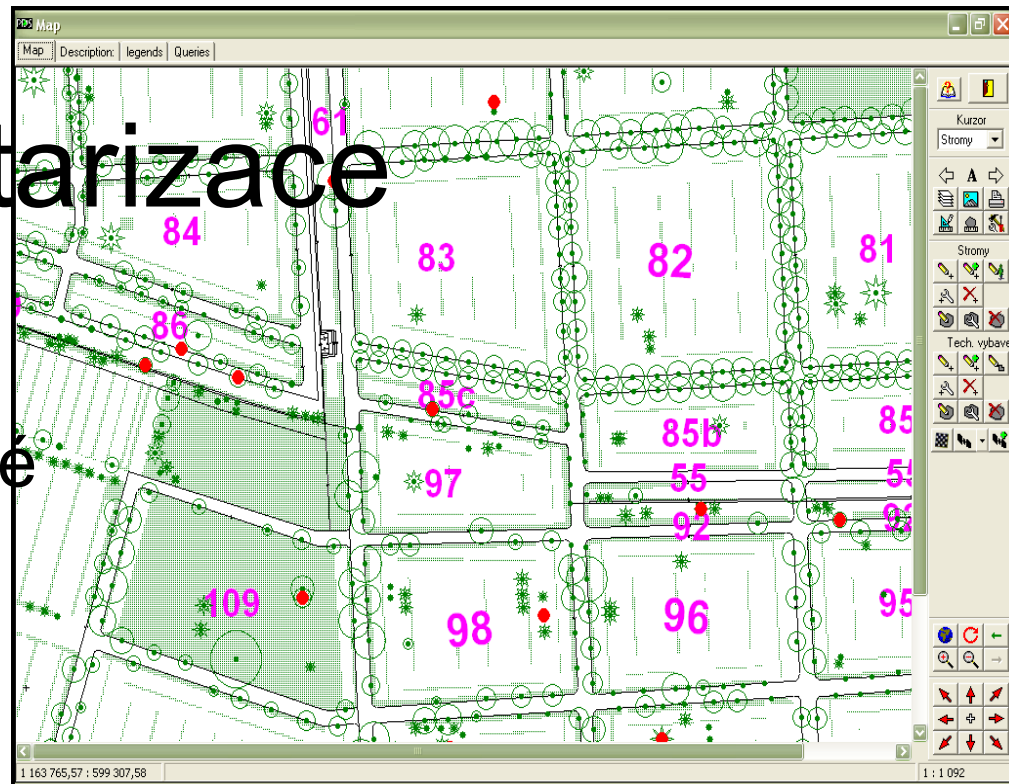 Map
Map Description: legends Queries
61
tarizace
84
83
82
81
86
85c
85b
85
97
55
55
92
92
109
98
96
95
é
Kurzor
Stromy
A
Stromy
Tech. vybave
1 163 765,57 : 599 307,58
1 : 1 092